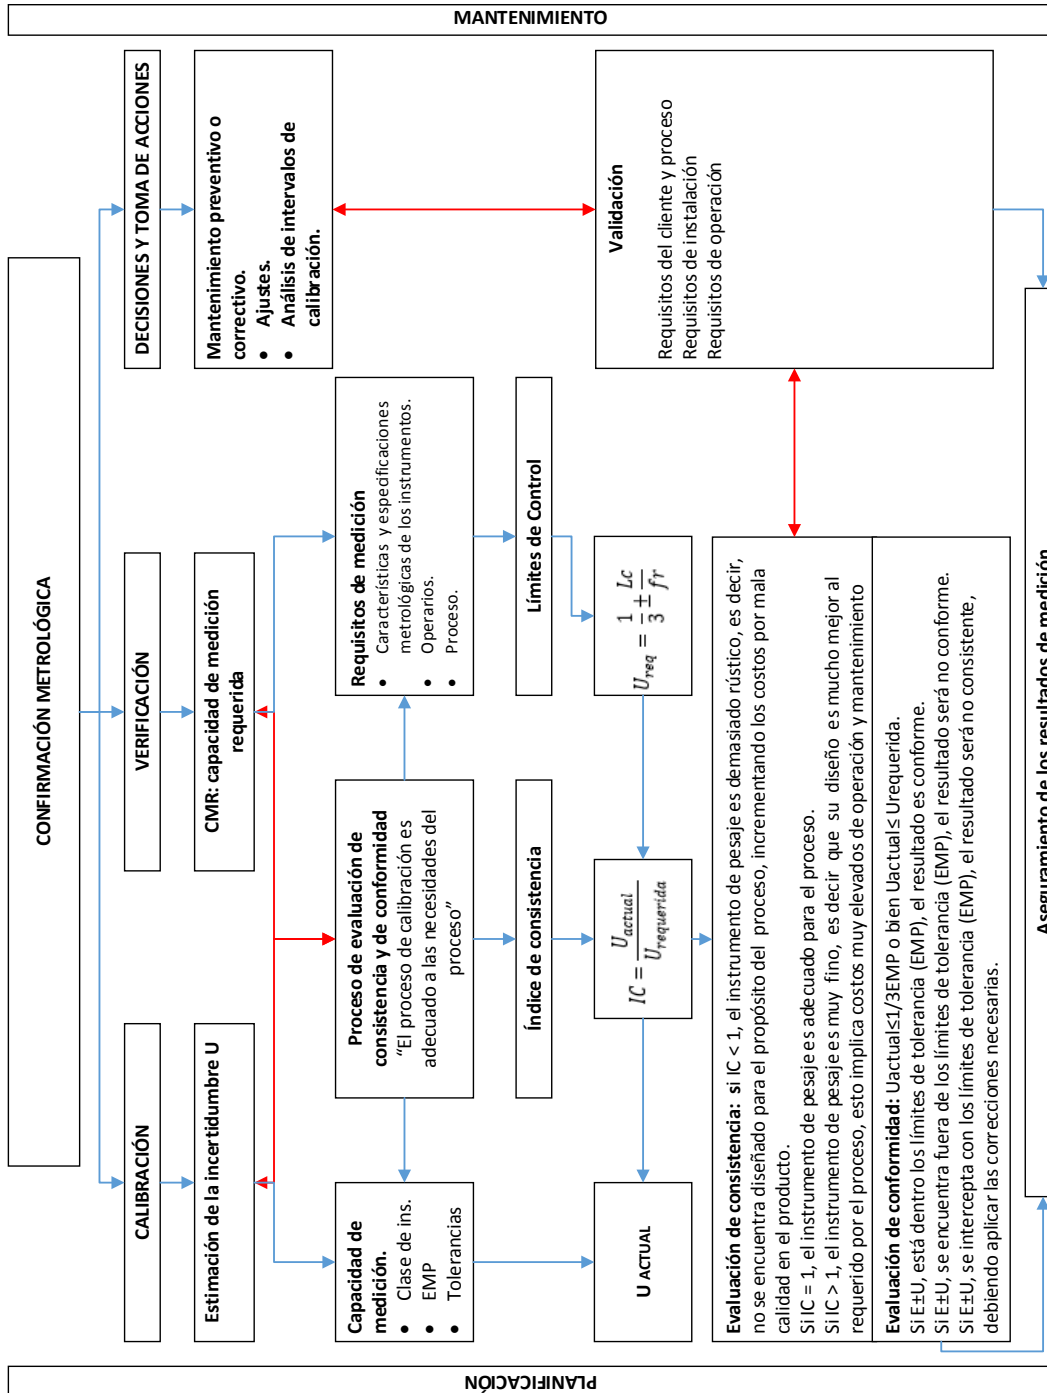 MANTENIMIENTO
CONFIRMACIÓN METROLÓGICA
CALIBRACIÓN
VERIFICACIÓN
DECISIONES Y TOMA DE ACCIONES
Estimación de la incertidumbre U
CMR: capacidad de medición
requerida
Mantenimiento preventivo o
correctivo.
• Ajustes.
• Análisis de intervalos de
calibración.
Capacidad de
medición.
• Clase de ins.
• EMP
• Tolerancias
Proceso de evaluación de
consistencia y de conformidad
“El proceso de calibración es
adecuado a las necesidades del
proceso”
Requisitos de medición
• Características y especificaciones
metrológicas de los instrumentos.
• Operarios.
• Proceso.
Índice de consistencia
Límites de Control
U ACTUAL
IC = U_actual / U_requerida
U_req = 1/3 ± Lc/fr
Validación
Requisitos del cliente y proceso
Requisitos de instalación
Requisitos de operación
Evaluación de consistencia: si IC < 1, el instrumento de pesaje es demasiado rústico, es decir,
no se encuentra diseñado para el propósito del proceso, incrementando los costos por mala
calidad en el producto.
Si IC = 1, el instrumento de pesaje es adecuado para el proceso.
Si IC > 1, el instrumento de pesaje es muy fino, es decir que su diseño es mucho mejor al
requerido por el proceso, esto implica costos muy elevados de operación y mantenimiento
Evaluación de conformidad: Uactual≤1/3EMP o bien Uactual≤ Urequerida.
Si E±U, está dentro los límites de tolerancia (EMP), el resultado es conforme.
Si E±U, se encuentra fuera de los límites de tolerancia (EMP), el resultado será no conforme.
Si E±U, se intercepta con los límites de tolerancia (EMP), el resultado será no consistente,
debiendo aplicar las correcciones necesarias.
Aseguramiento de los resultados de medición
PLANIFICACIÓN